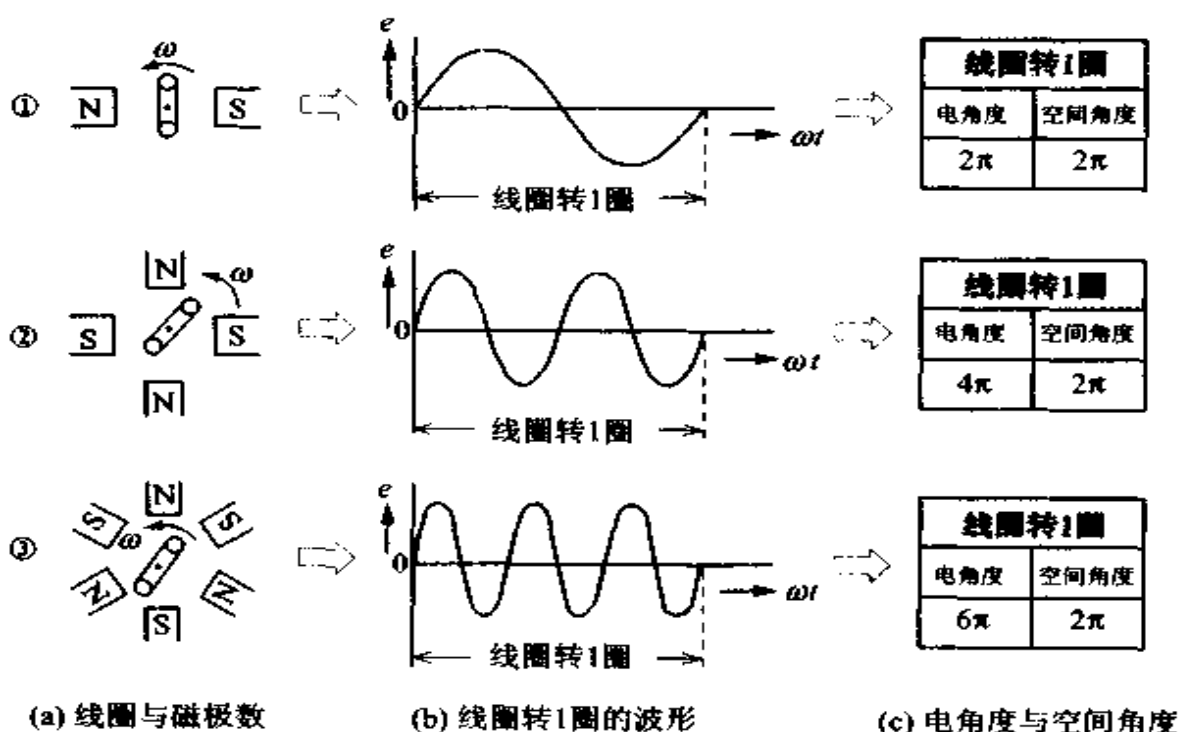 ①
ω
N S
e
0
ωt
线圈转1圈
线圈转1圈
电角度 空间角度
2π 2π
②
N
ω
S S
N
e
0
ωt
线圈转1圈
线圈转1圈
电角度 空间角度
4π 2π
③
N
S S
ω
N N
S
e
0
ωt
线圈转1圈
线圈转1圈
电角度 空间角度
6π 2π
(a) 线圈与磁极数 (b) 线圈转1圈的波形 (c) 电角度与空间角度